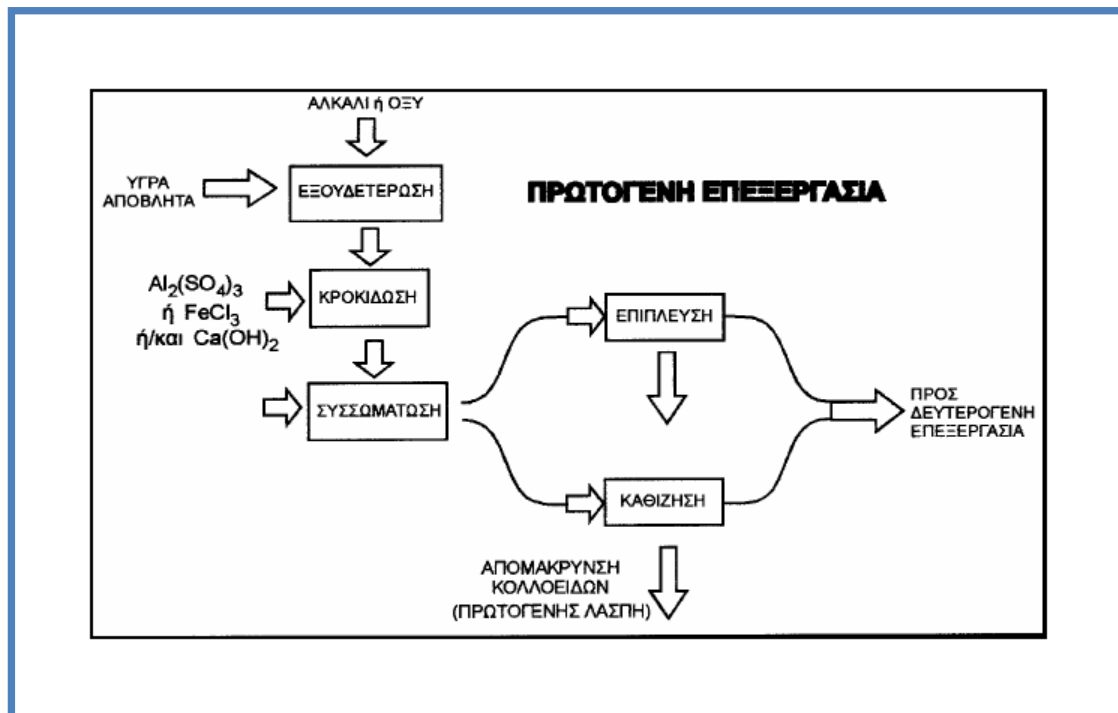 ΑΛΚΑΛΙ ή ΟΞΥ
ΥΓΡΑ
ΑΠΟΒΛΗΤΑ
ΕΞΟΥΔΕΤΕΡΩΣΗ
ΠΡΩΤΟΓΕΝΗ ΕΠΕΞΕΡΓΑΣΙΑ
Al₂(SO₄)₃
ή FeCl₃
ή/και Ca(OH)₂
ΚΡΟΚΙΔΩΣΗ
ΕΠΙΠΛΕΥΣΗ
ΣΥΣΣΩΜΑΤΩΣΗ
ΠΡΟΣ
ΔΕΥΤΕΡΟΓΕΝΗ
ΕΠΕΞΕΡΓΑΣΙΑ
ΚΑΘΙΖΗΣΗ
ΑΠΟΜΑΚΡΥΝΣΗ
ΚΟΛΛΟΕΙΔΩΝ
(ΠΡΩΤΟΓΕΝΗΣ ΛΑΣΠΗ)